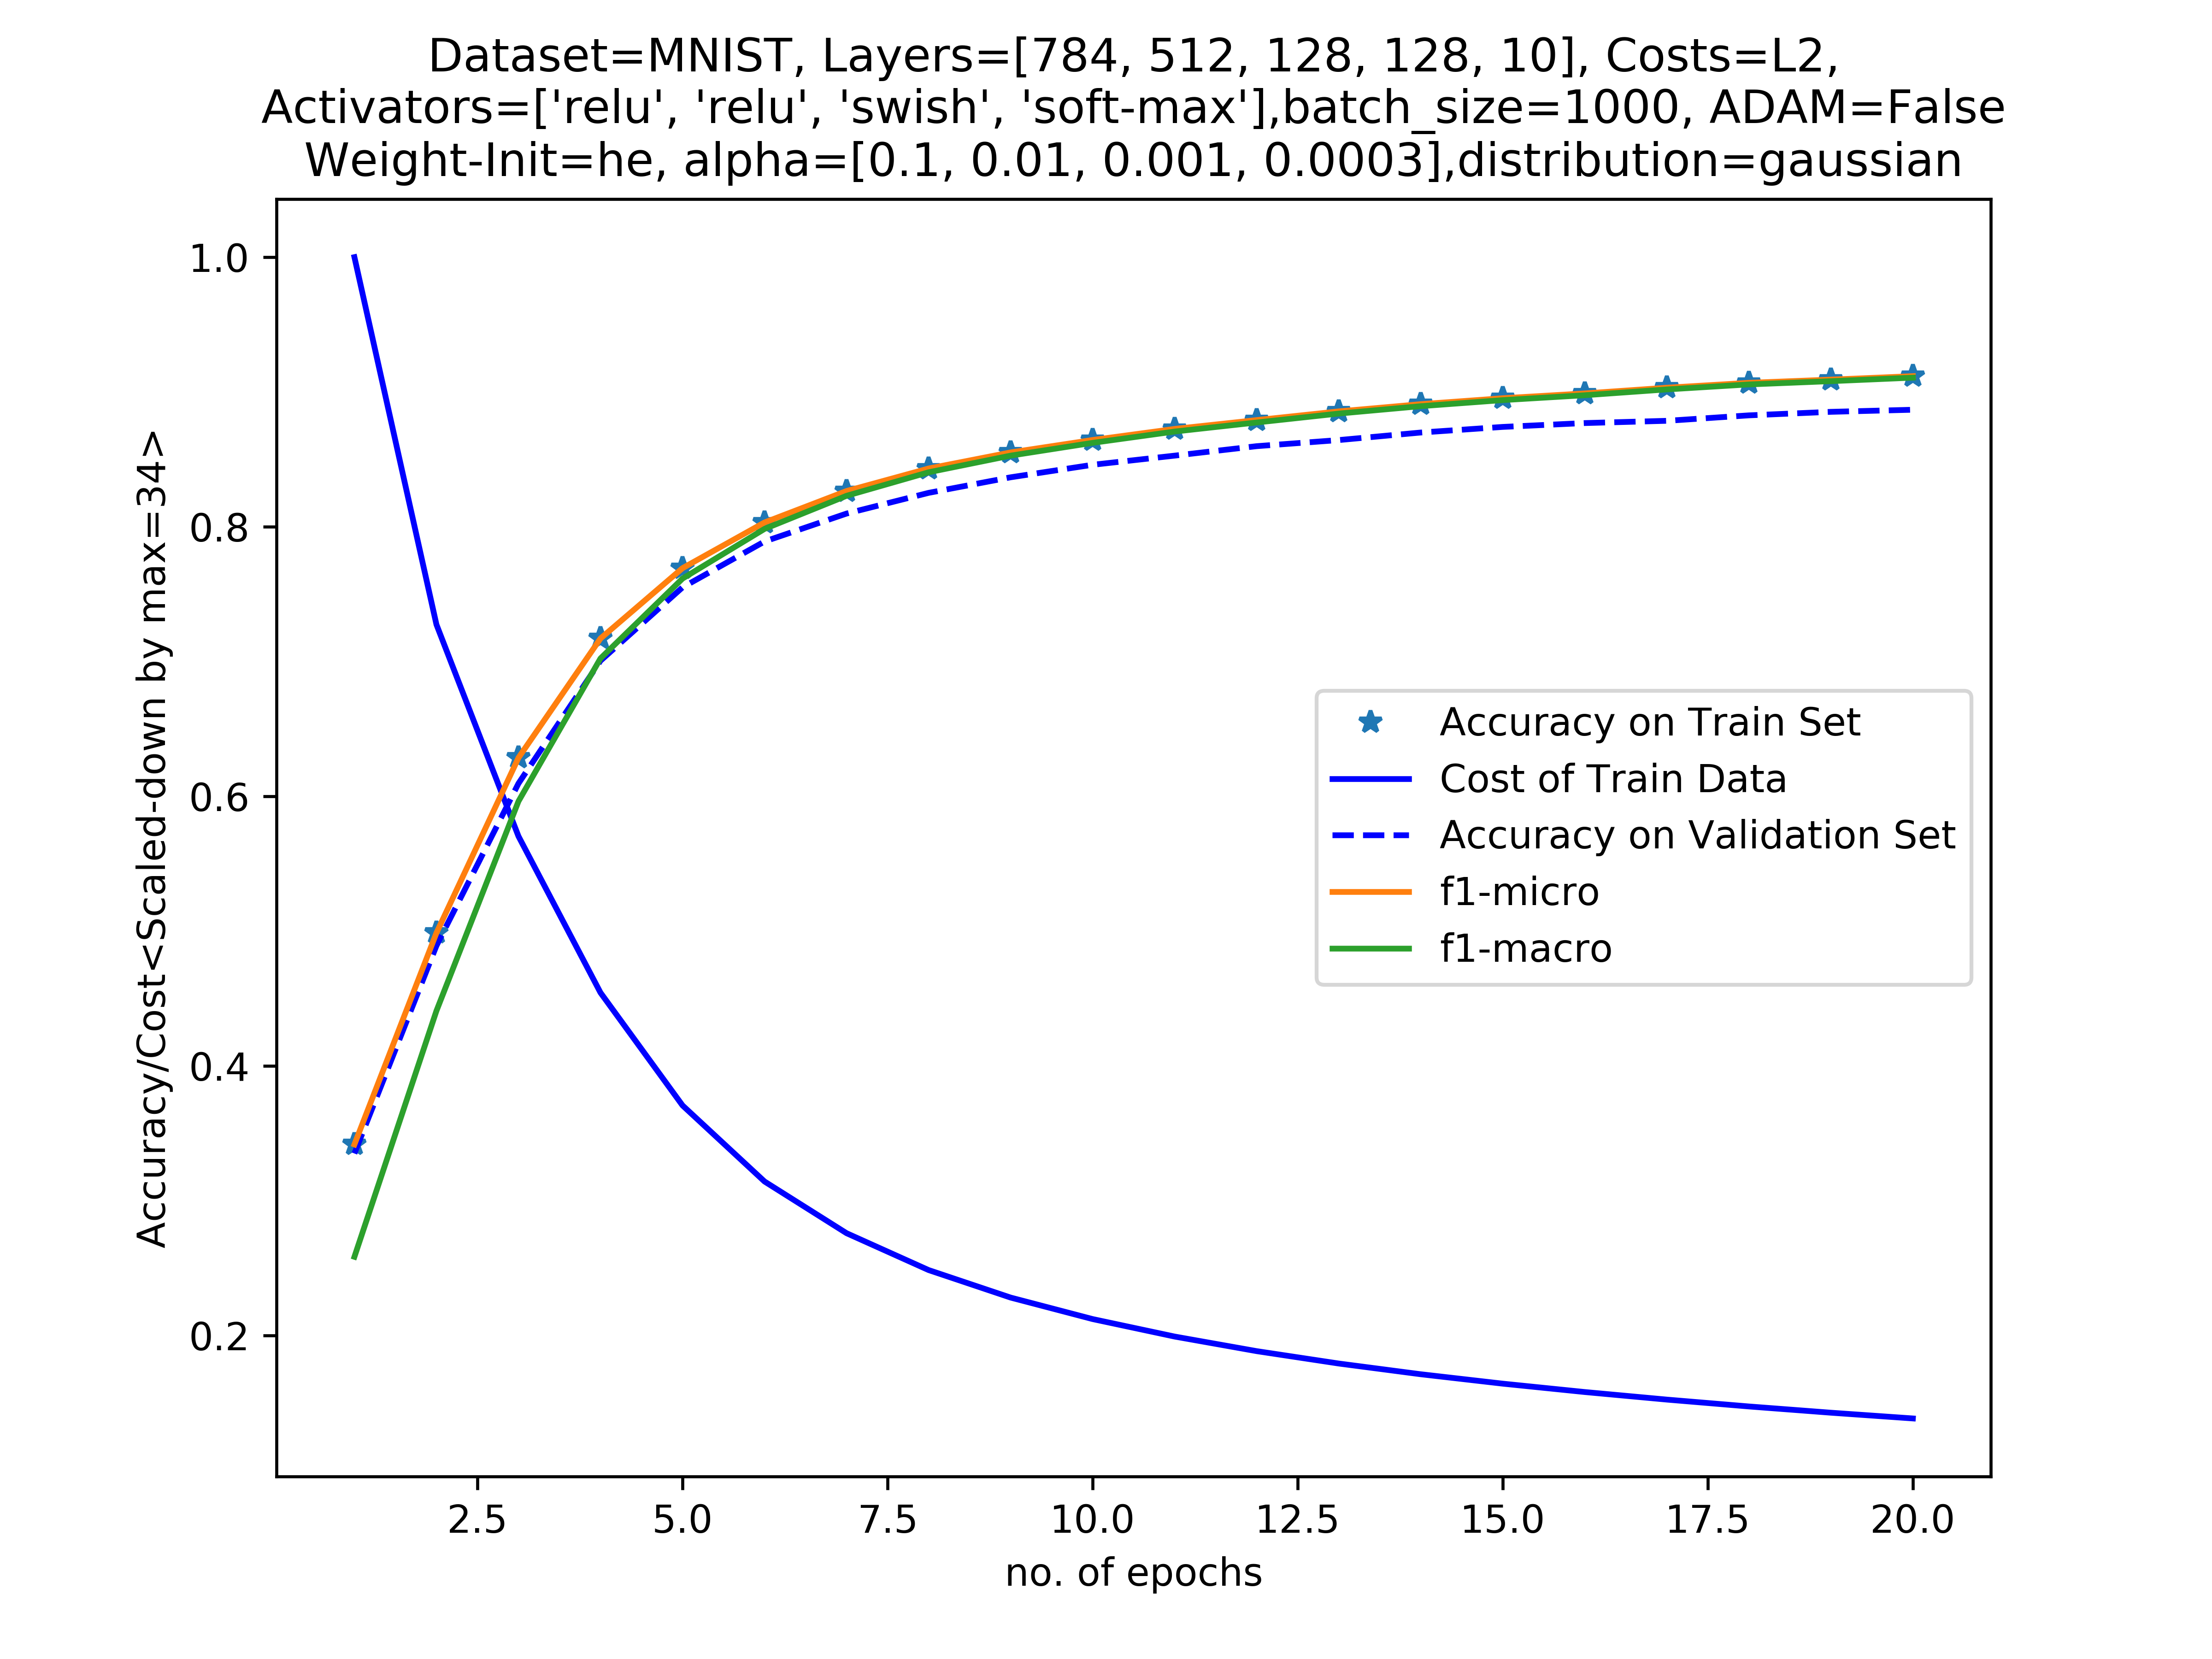 Dataset=MNIST, Layers=[784, 512, 128, 128, 10], Costs=L2,
Activators=['relu', 'relu', 'swish', 'soft-max'],batch_size=1000, ADAM=False
Weight-Init=he, alpha=[0.1, 0.01, 0.001, 0.0003],distribution=gaussian
Accuracy/Cost<Scaled-down by max=34>
1.0
0.8
0.6
0.4
0.2
Accuracy on Train Set
Cost of Train Data
Accuracy on Validation Set
f1-micro
f1-macro
2.5 5.0 7.5 10.0 12.5 15.0 17.5 20.0
no. of epochs